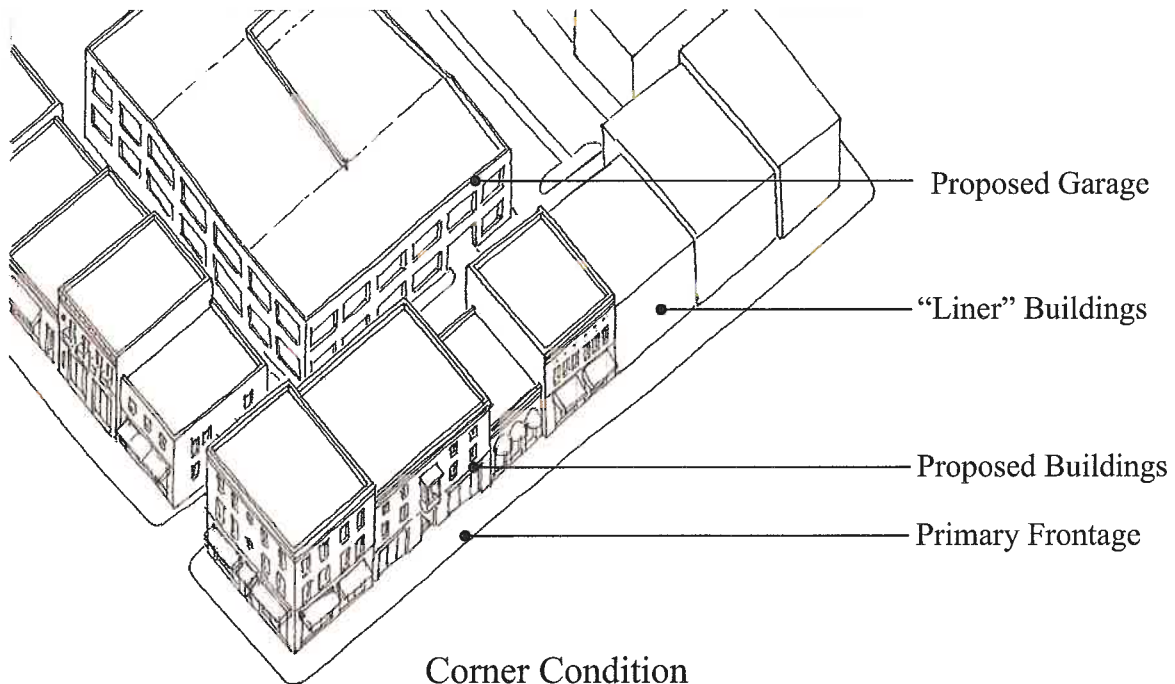 Proposed Garage
“Liner” Buildings
Proposed Buildings
Primary Frontage
Corner Condition